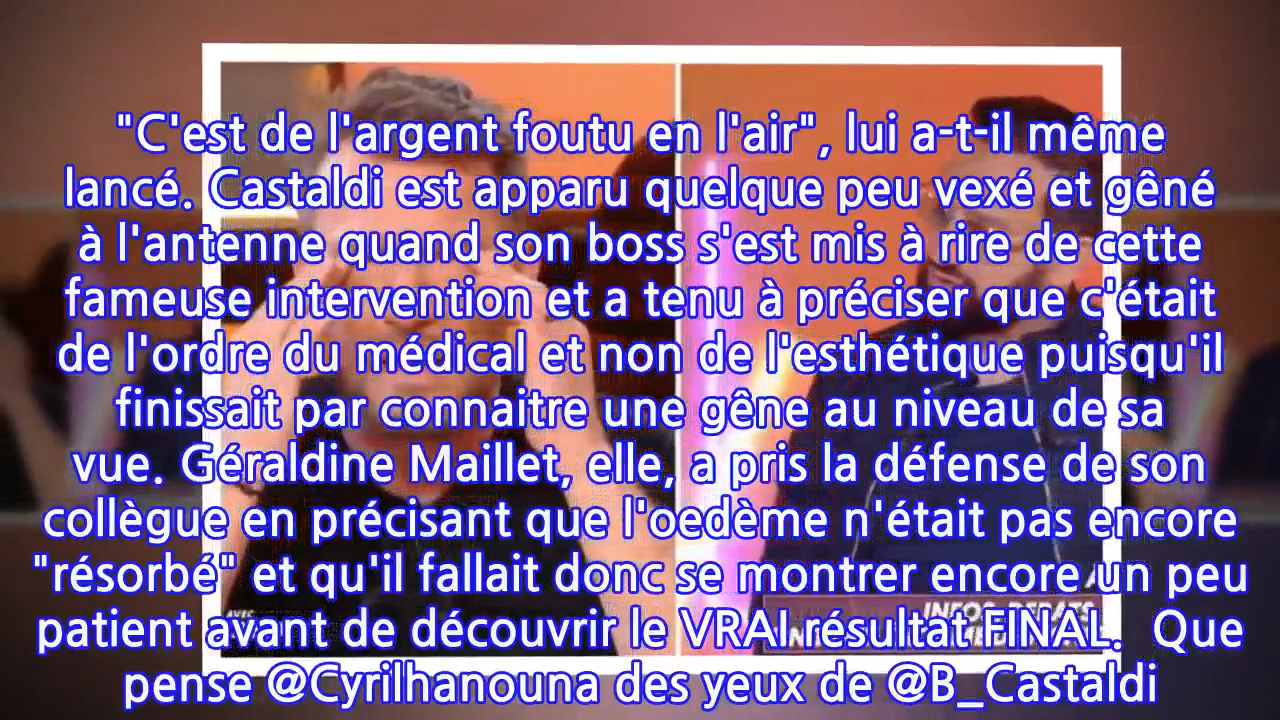 "C'est de l'argent foutu en l'air", lui a-t-il même
lancé. Castaldi est apparu quelque peu vexé et gêné
à l'antenne quand son boss s'est mis à rire de cette
fameuse intervention et a tenu à préciser que c'était
de l'ordre du médical et non de l'esthétique puisqu'il
finissait par connaitre une gêne au niveau de sa
vue. Géraldine Maillet, elle, a pris la défense de son
collègue en précisant que l'oedème n'était pas encore
"résorbé" et qu'il fallait donc se montrer encore un peu
patient avant de découvrir le VRAI résultat FINAL.  Que
pense @Cyrilhanouna des yeux de @B_Castaldi